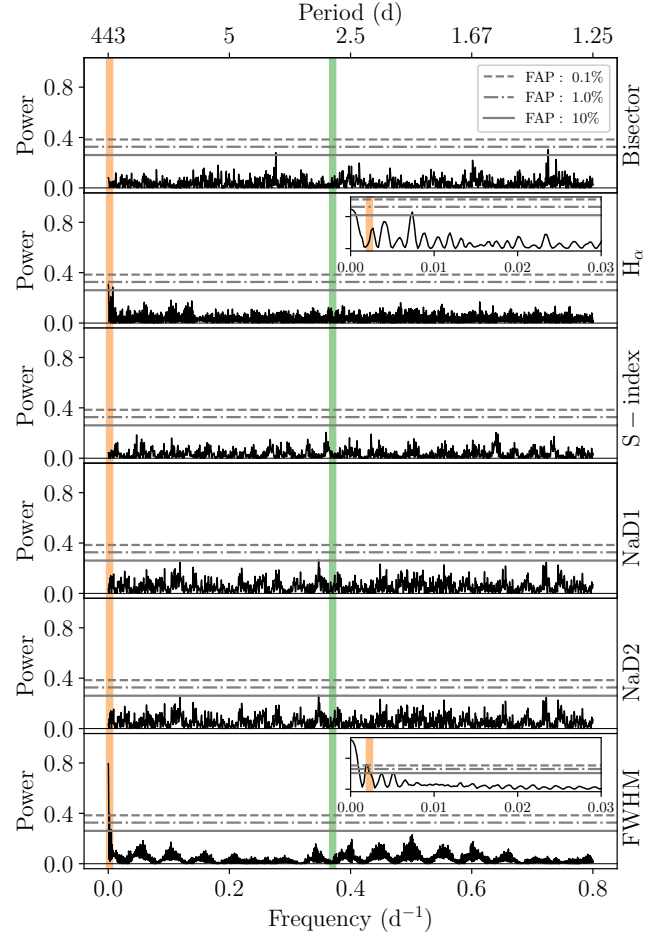 Period (d)
443 5 2.5 1.67 1.25
FAP : 0.1%
FAP : 1.0%
FAP : 10%
0.8
0.4
0.0
Power
Bisector
0.8
0.4
0.0
Power
H_α
0.00 0.01 0.02 0.03
0.8
0.4
0.0
Power
S − index
0.8
0.4
0.0
Power
NaD1
0.8
0.4
0.0
Power
NaD2
0.8
0.4
0.0
Power
FWHM
0.00 0.01 0.02 0.03
0.0 0.2 0.4 0.6 0.8
Frequency (d⁻¹)